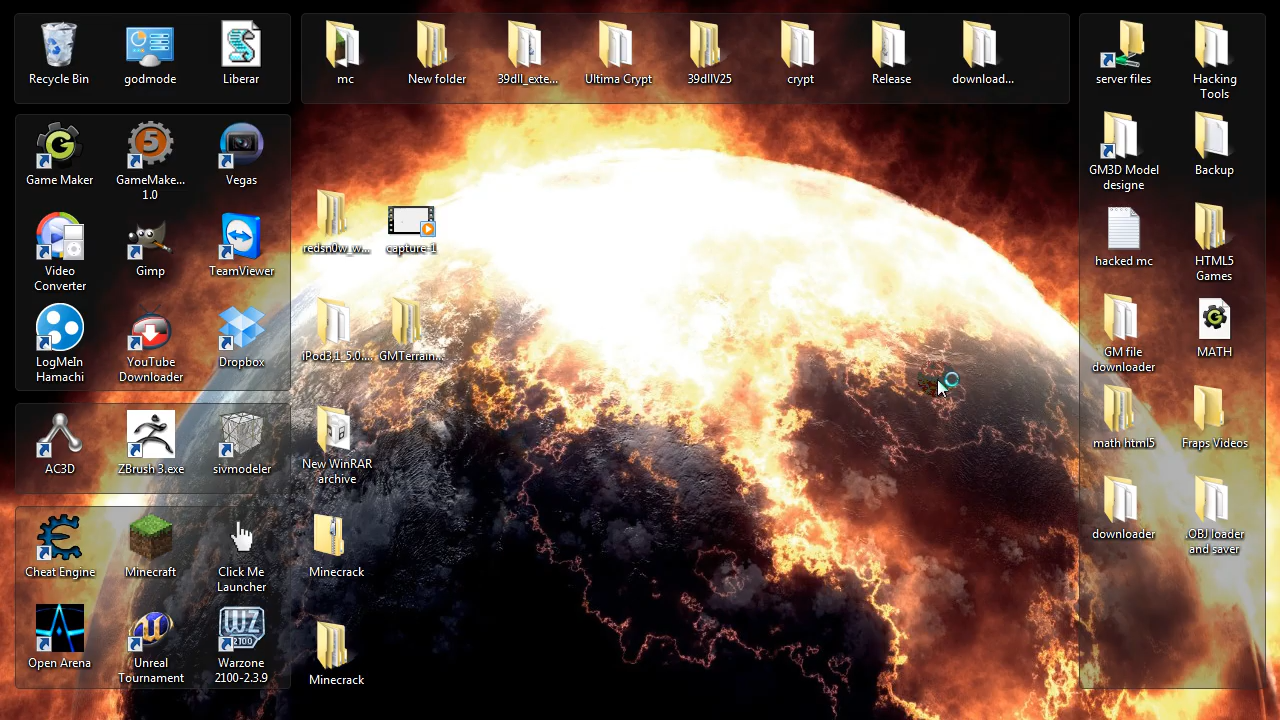 Recycle Bin
godmode
Liberar
mc
New folder
39dll_exte...
Ultima Crypt
39dllV25
crypt
Release
download...
server files
Hacking
Tools
Game Maker
GameMake...
1.0
Vegas
GM3D Model
designe
Backup
redsn0w_w...
capture-1
Video
Converter
Gimp
TeamViewer
hacked mc
HTML5
Games
LogMeIn
Hamachi
YouTube
Downloader
Dropbox
iPod3,1_5.0....
GMTerrain...
GM file
downloader
MATH
AC3D
ZBrush 3.exe
sivmodeler
New WinRAR
archive
math html5
Fraps Videos
Cheat Engine
Minecraft
Click Me
Launcher
Minecrack
downloader
.OBJ loader
and saver
Open Arena
Unreal
Tournament
WZ
2100
Warzone
2100-2.3.9
Minecrack